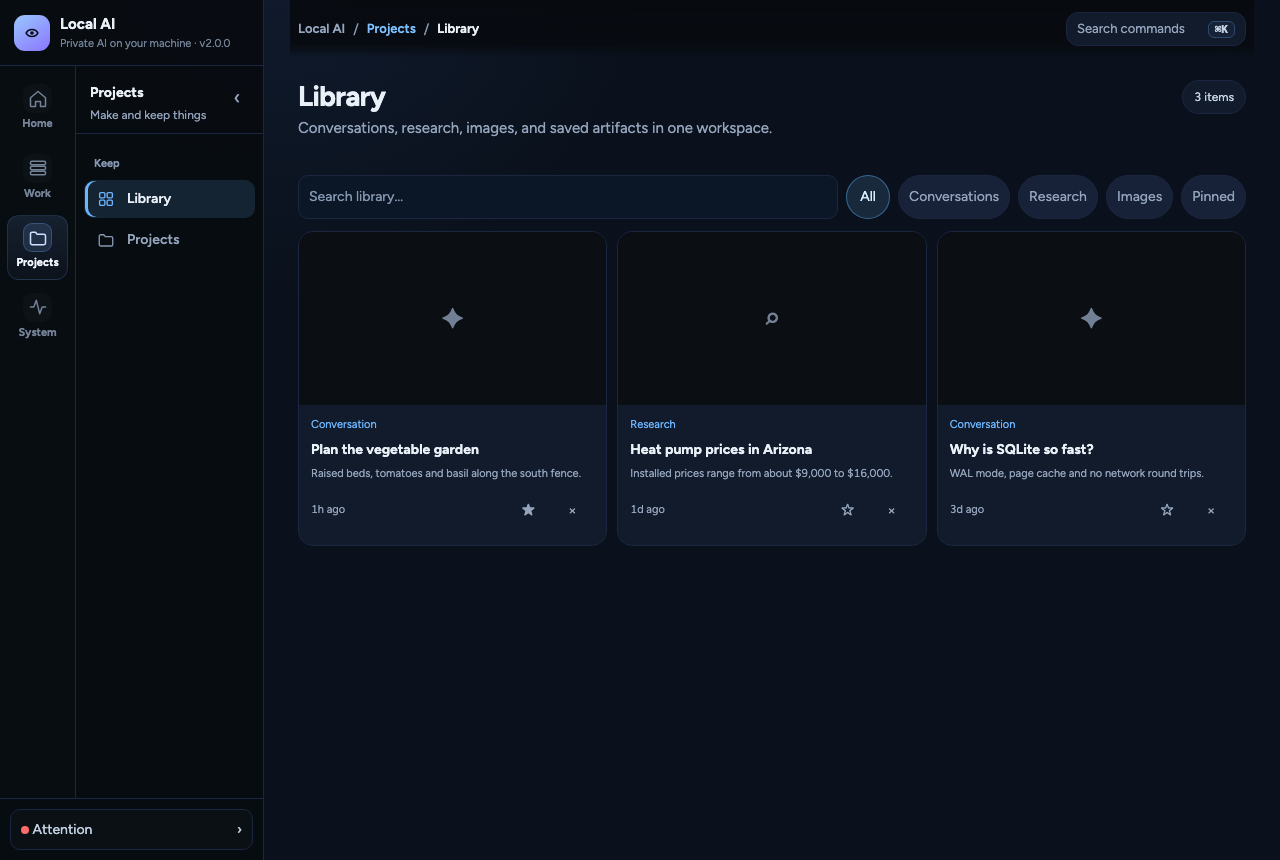 Local AI
Private AI on your machine · v2.0.0
Home
Work
Projects
System
Projects
Make and keep things
‹
Keep
Library
Projects
Attention ›
Local AI / Projects / Library
Search commands ⌘K
Library
3 items
Conversations, research, images, and saved artifacts in one workspace.
Search library...
All
Conversations
Research
Images
Pinned
Conversation
Plan the vegetable garden
Raised beds, tomatoes and basil along the south fence.
1h ago ★ ×
Research
Heat pump prices in Arizona
Installed prices range from about $9,000 to $16,000.
1d ago ☆ ×
Conversation
Why is SQLite so fast?
WAL mode, page cache and no network round trips.
3d ago ☆ ×